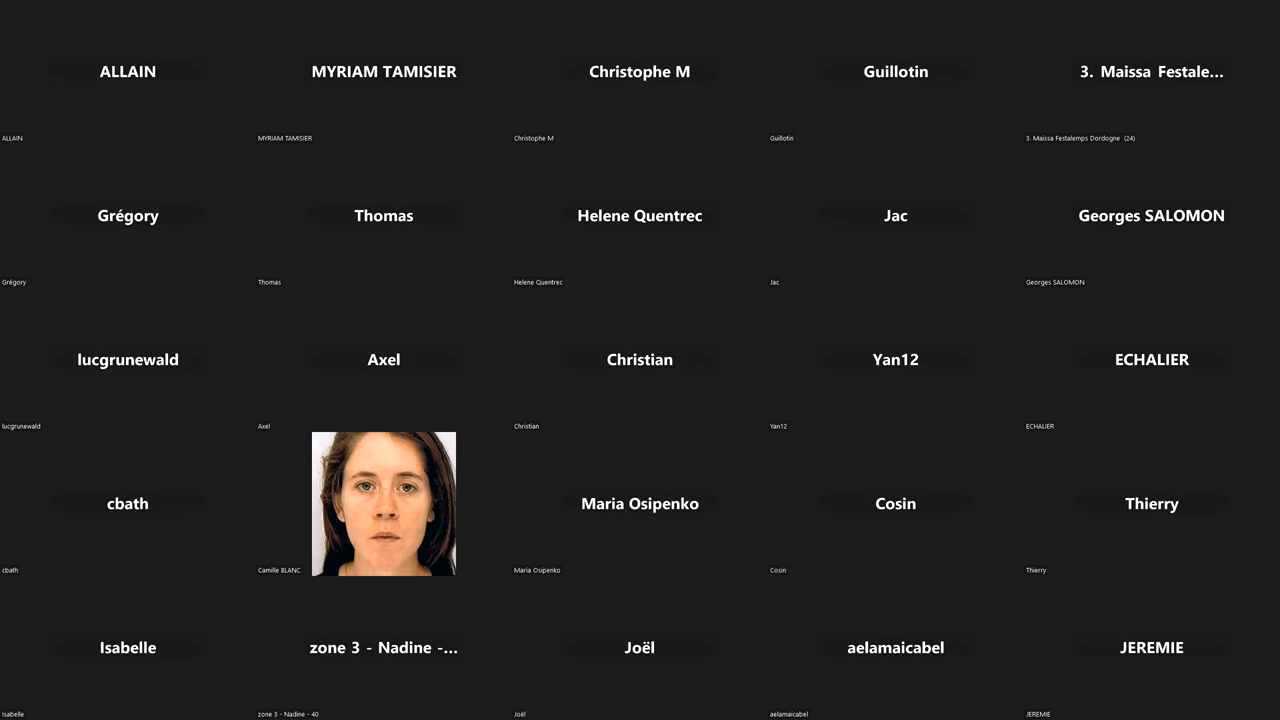 ALLAIN
MYRIAM TAMISIER
Christophe M
Guillotin
3. Maissa Festale...
ALLAIN
MYRIAM TAMISIER
Christophe M
Guillotin
3. Maissa Festalemps Dordogne (24)
Grégory
Thomas
Helene Quentrec
Jac
Georges SALOMON
Grégory
Thomas
Helene Quentrec
Jac
Georges SALOMON
lucgrunewald
Axel
Christian
Yan12
ECHALIER
lucgrunewald
Axel
Christian
Yan12
ECHALIER
cbath
Maria Osipenko
Cosin
Thierry
cbath
Camille BLANC
Maria Osipenko
Cosin
Thierry
Isabelle
zone 3 - Nadine -...
Joël
aelamaicabel
JEREMIE
Isabelle
zone 3 - Nadine - 40
Joël
aelamaicabel
JEREMIE